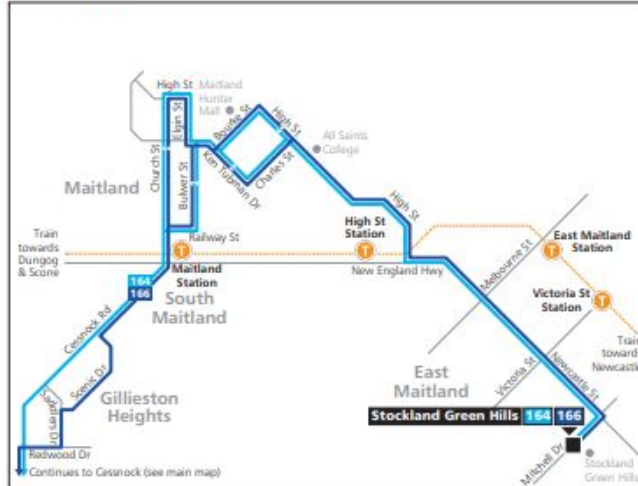 High St
Maitland
Hunter
Mall
Elgin St
Bourke St
High St
All Saints
College
Ken Tubman Dr
Charles St
Church St
Bulwer St
Maitland
High St
Train
towards
Dungog
& Scone
Railway St
High St
Station
East Maitland
Station
Melbourne St
Maitland
Station
New England Hwy
164
166
South
Maitland
Victoria St
Station
Cessnock Rd
Train
towards
Newcastle
Scenic Dr
Gillieston
Heights
East
Maitland
Victoria St
Newcastle St
Saddlers Dr
Stockland Green Hills 164 166
Redwood Dr
Mitchell Dr
Stockland
Green Hills
Continues to Cessnock (see main map)